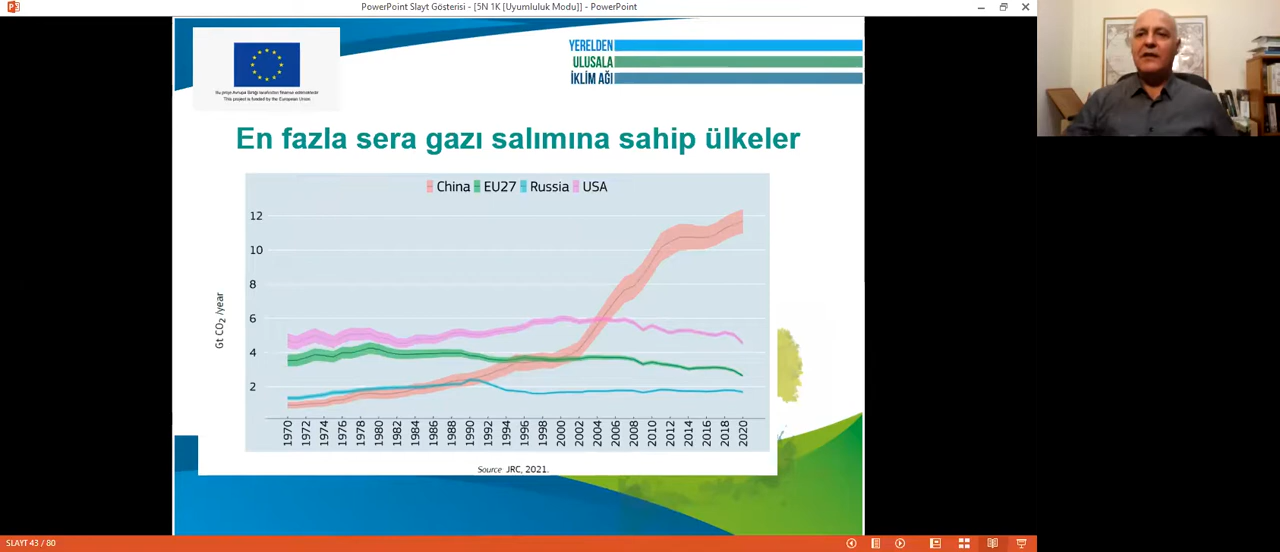 PowerPoint Slayt Gösterisi - [5N 1K [Uyumluluk Modu]] - PowerPoint
Bu proje Avrupa Birliği tarafından finanse edilmektedir
This project is funded by the European Union.
YERELDEN
ULUSALA
İKLİM AĞI
En fazla sera gazı salımına sahip ülkeler
China EU27 Russia USA
12
10
8
6
4
2
Gt CO₂ /year
1970 1972 1974 1976 1978 1980 1982 1984 1986 1988 1990 1992 1994 1996 1998 2000 2002 2004 2006 2008 2010 2012 2014 2016 2018 2020
Source JRC, 2021.
SLAYT 43 / 80